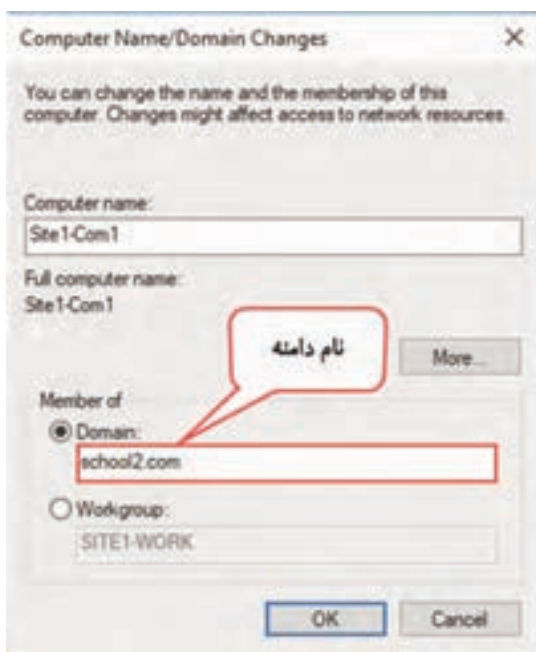 Computer Name/Domain Changes
You can change the name and the membership of this
computer. Changes might affect access to network resources.
Computer name:
Site1-Com1
Full computer name:
Site1-Com1
نام دامنه
More...
Member of
Domain:
school2.com
Workgroup:
SITE1-WORK
OK
Cancel